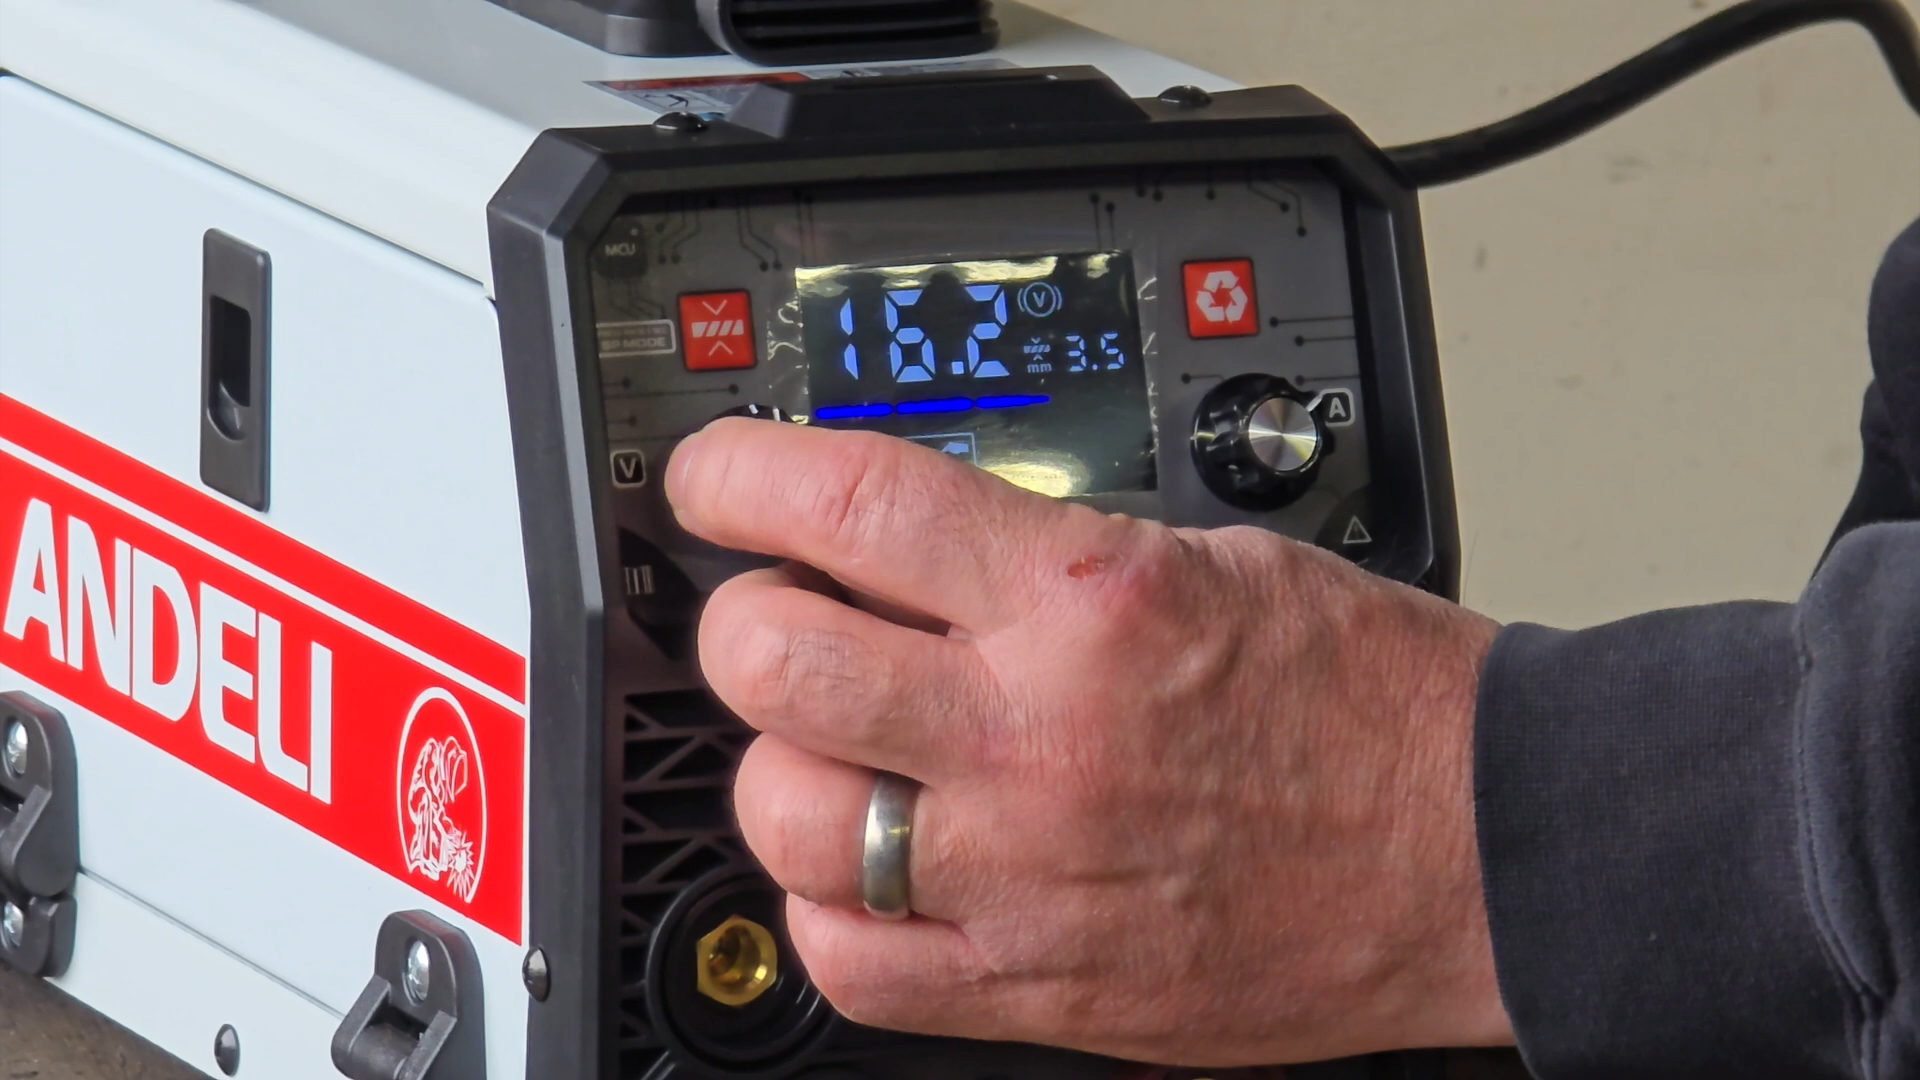 MCU
16.2 V
SP MODE
mm 3.5
A
V
ANDELI